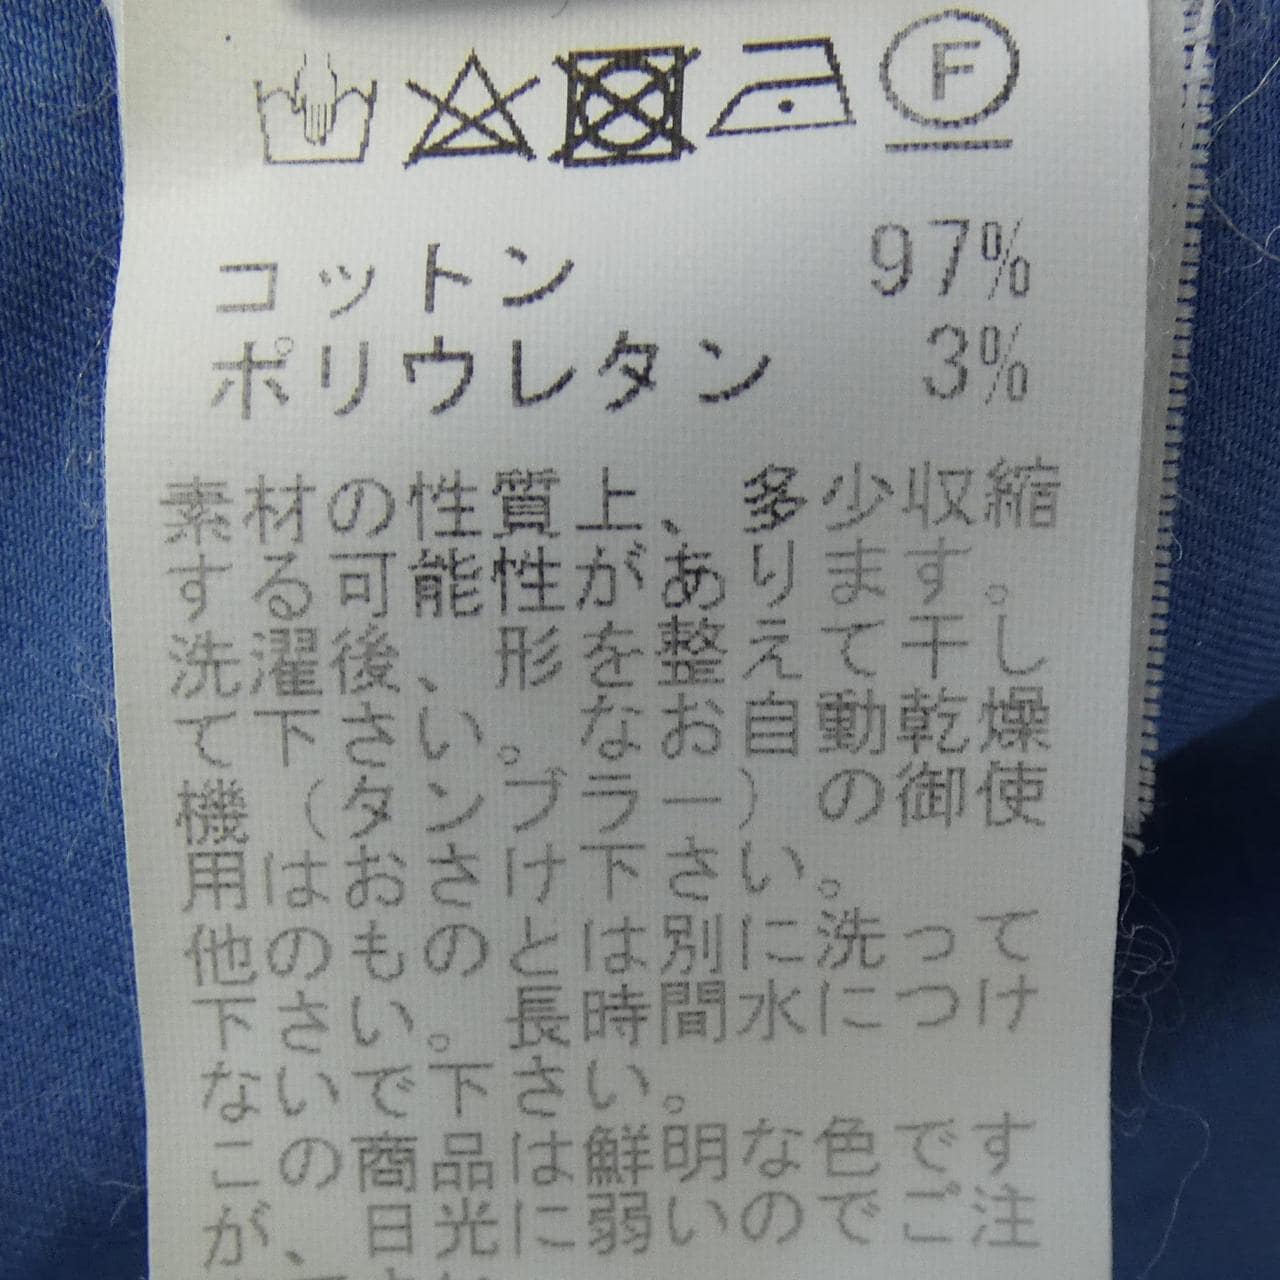 F
コットン 97%
ポリウレタン 3%
素材の性質上、多少収縮
する可能性があります。
洗濯後、形を整えて干し
て下さい。なお自動乾燥
機(タンブラー)の御使
用はおさけ下さい。
他のものとは別に洗って
下さい。長時間水につけ
ないで下さい。
この商品は鮮明な色です
が、日光に弱いのでご注